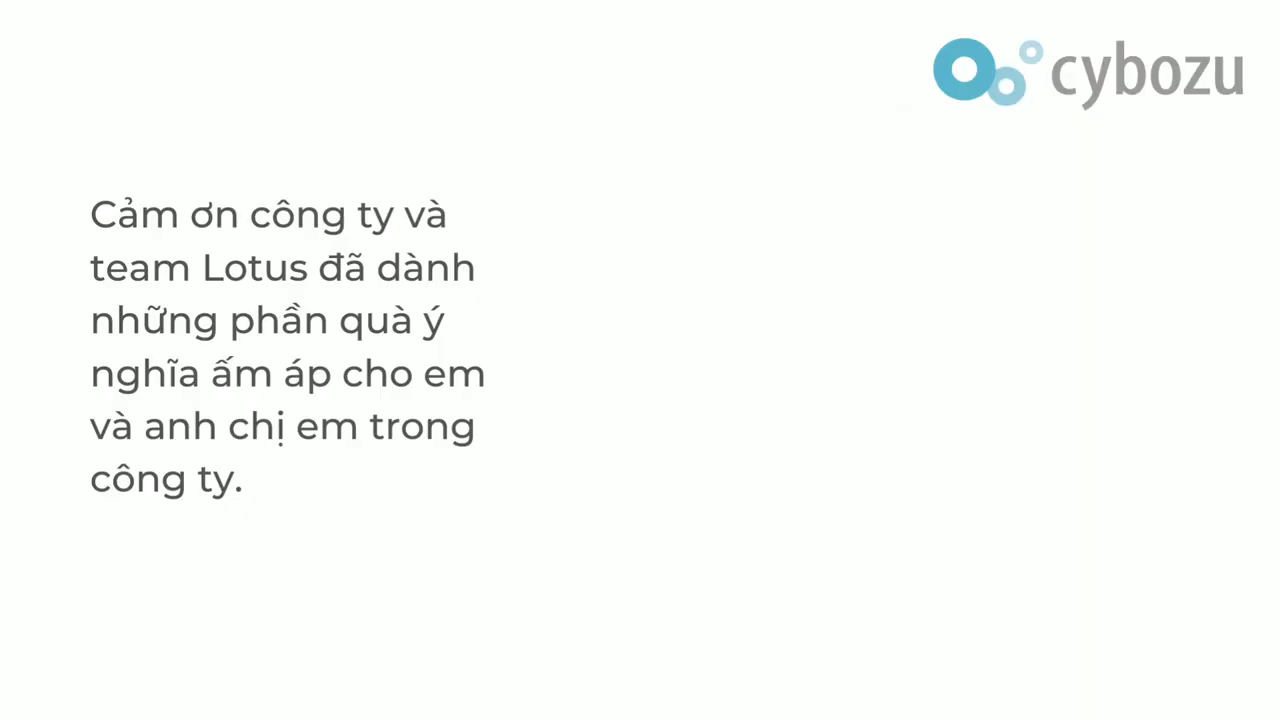 cybozu
Cảm ơn công ty và
team Lotus đã dành
những phần quà ý
nghĩa ấm áp cho em
và anh chị em trong
công ty.